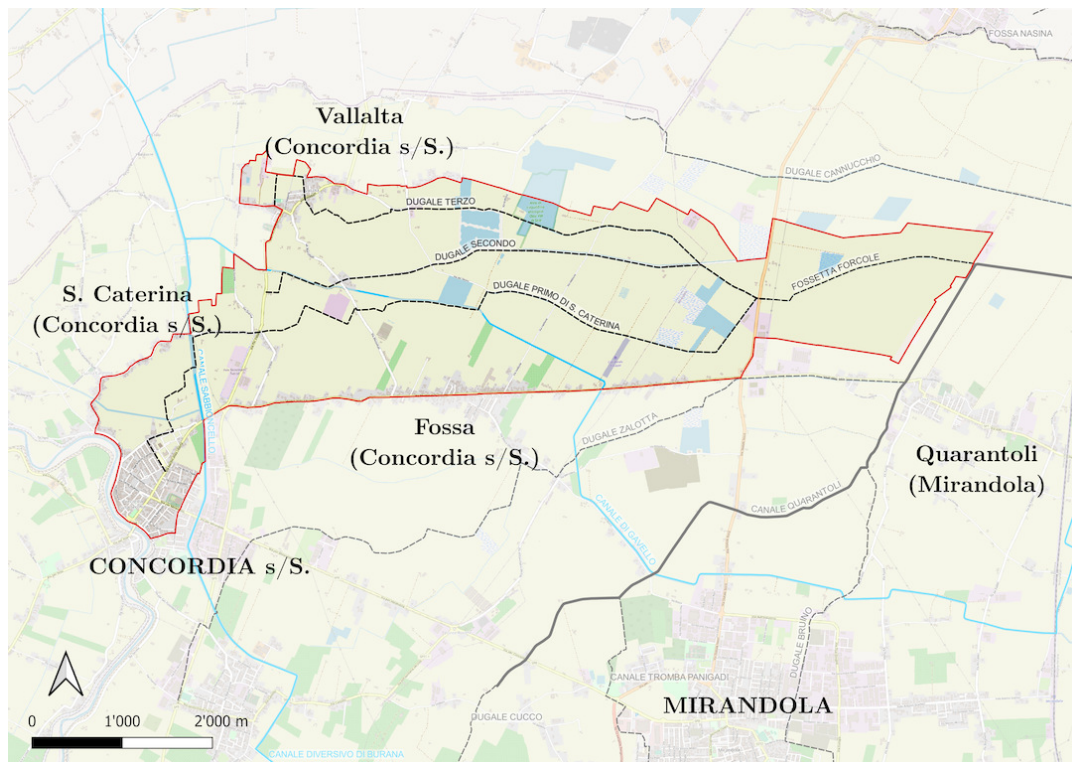 FOSSA NASINA
Vallalta
(Concordia s/S.)
DUGALE CANNUCCHIO
DUGALE TERZO
DUGALE SECONDO
FOSSETTA FORCOLE
DUGALE PRIMO DI S. CATERINA
S. Caterina
(Concordia s/S.)
CANALE SABBIONCELLO
Fossa
(Concordia s/S.)
DUGALE ZALOTTA
Quarantoli
(Mirandola)
CANALE QUARANTOLI
CANALE DI GAVELLO
CONCORDIA s/S.
DUGALE BRUINO
CANALE TROMBA PANIGADI
MIRANDOLA
DUGALE CUCCO
0 1'000 2'000 m
CANALE DIVERSIVO DI BURANA